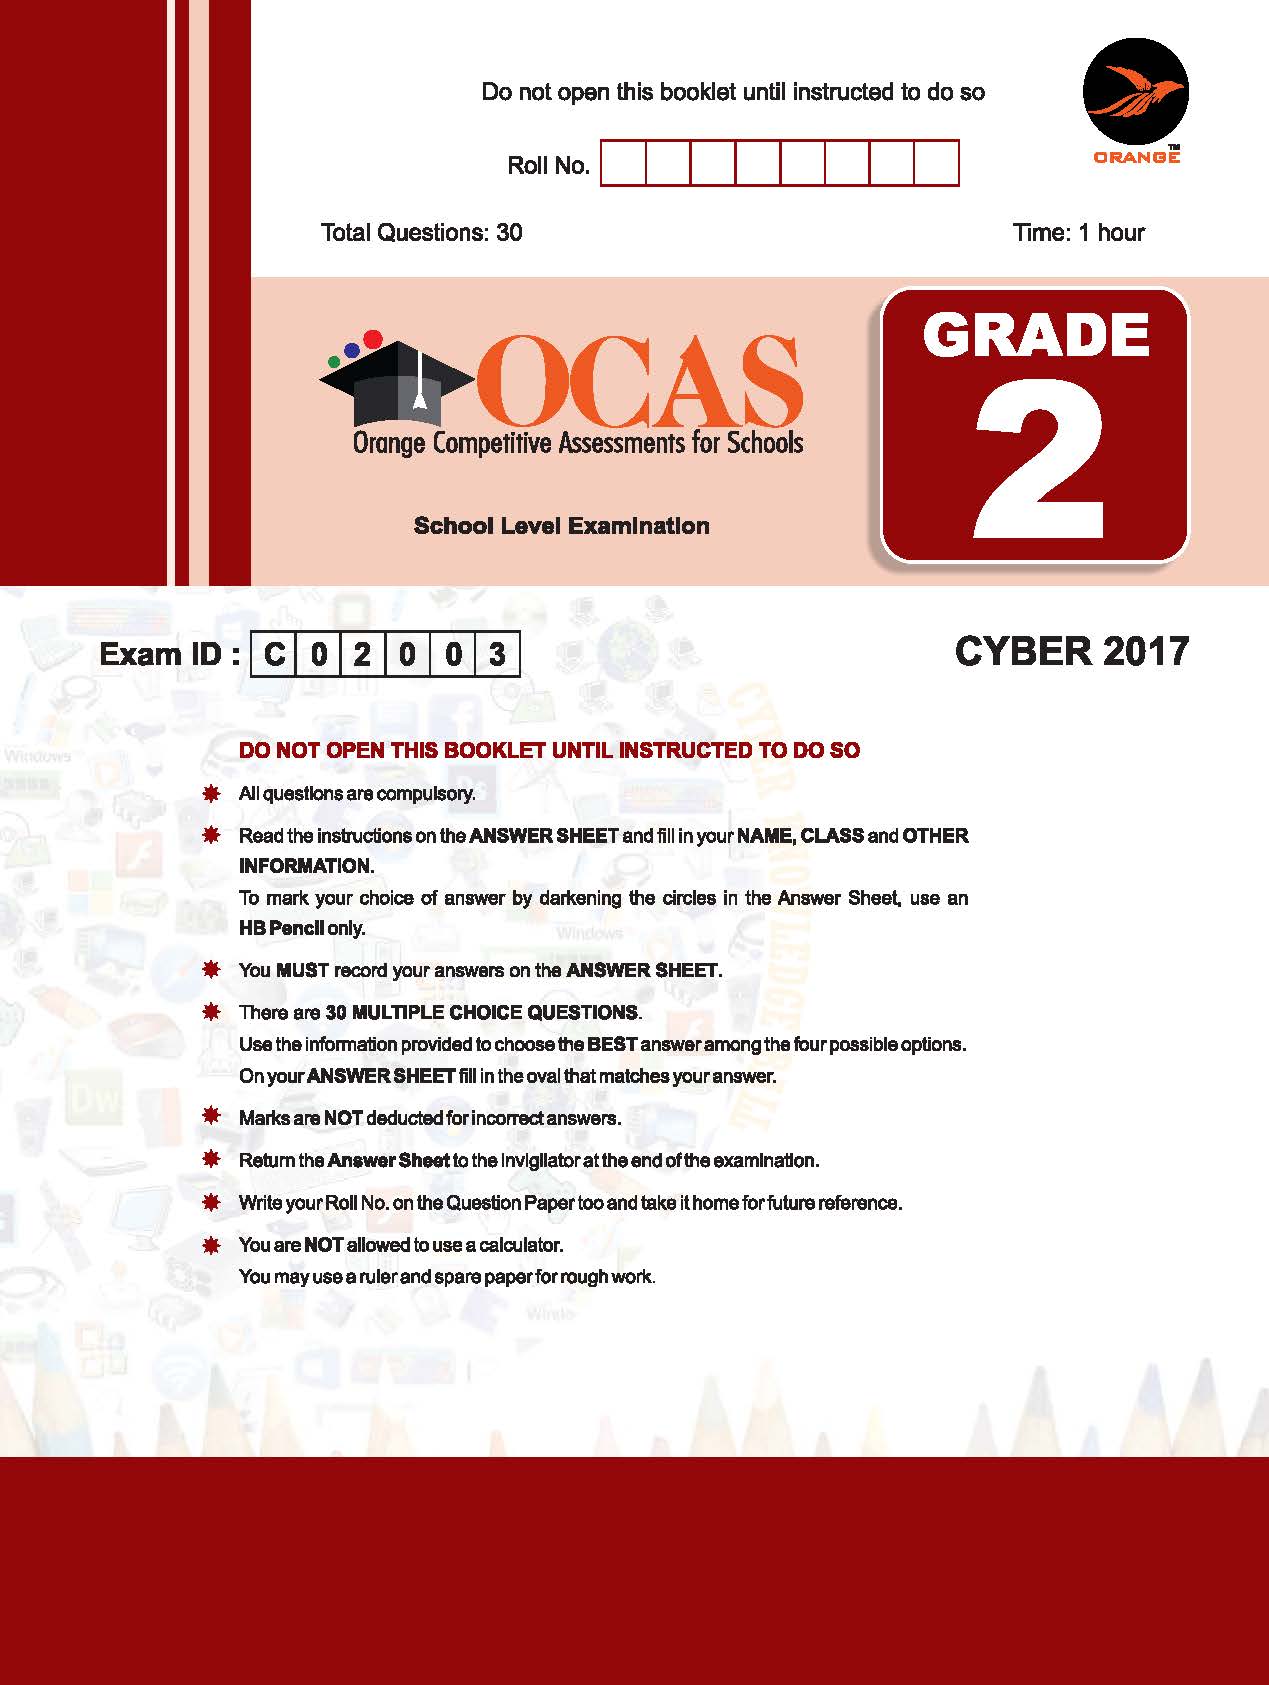 Do not open this booklet until instructed to do so
Roll No.
ORANGE™
Total Questions: 30
Time: 1 hour
OCAS
Orange Competitive Assessments for Schools
School Level Examination
GRADE
2
Exam ID : C 0 2 0 0 3
CYBER 2017
DO NOT OPEN THIS BOOKLET UNTIL INSTRUCTED TO DO SO
All questions are compulsory.
Read the instructions on the ANSWER SHEET and fill in your NAME, CLASS and OTHER
INFORMATION.
To mark your choice of answer by darkening the circles in the Answer Sheet, use an
HB Pencil only.
You MUST record your answers on the ANSWER SHEET.
There are 30 MULTIPLE CHOICE QUESTIONS.
Use the information provided to choose the BEST answer among the four possible options.
On your ANSWER SHEET fill in the oval that matches your answer.
Marks are NOT deducted for incorrect answers.
Return the Answer Sheet to the invigilator at the end of the examination.
Write your Roll No. on the Question Paper too and take it home for future reference.
You are NOT allowed to use a calculator.
You may use a ruler and spare paper for rough work.
Windows
Windows
Dw